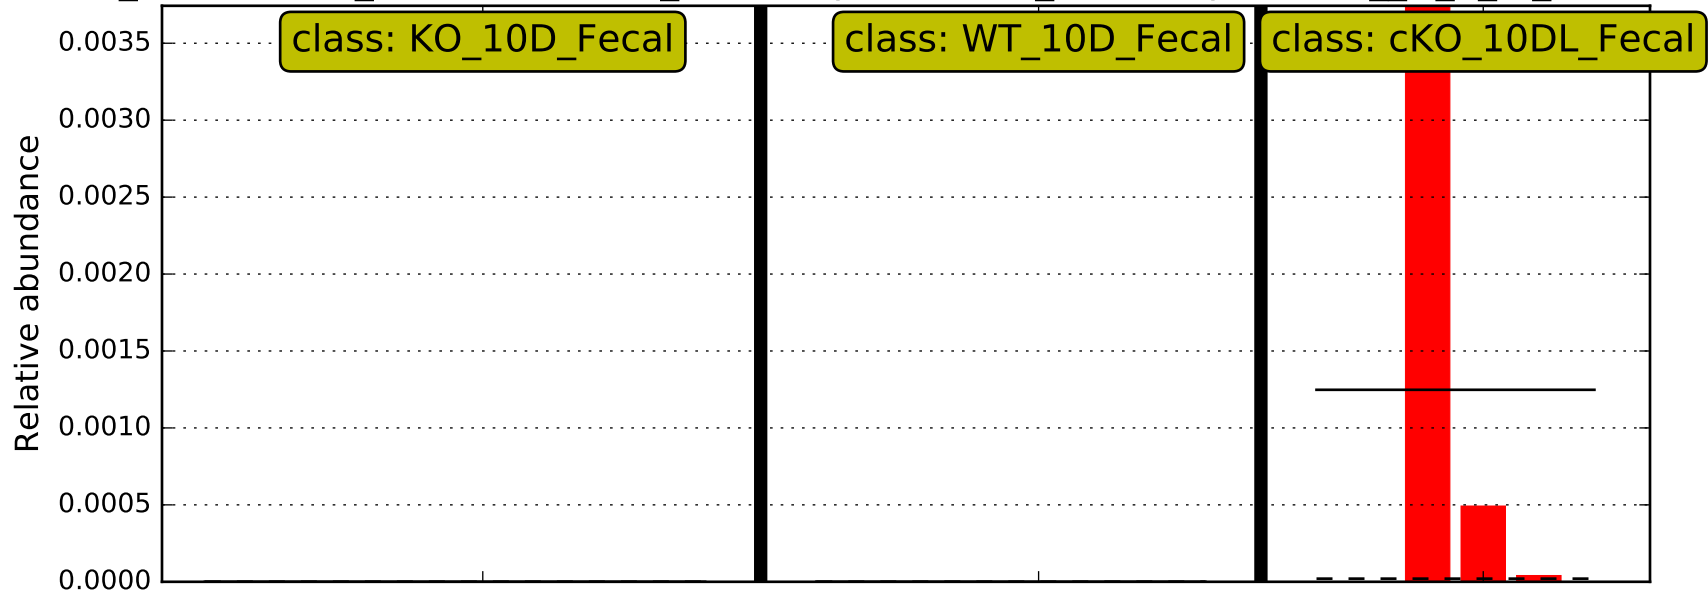 class: KO_10D_Fecal
class: WT_10D_Fecal
class: cKO_10DL_Fecal
Relative abundance
0.0035
0.0030
0.0025
0.0020
0.0015
0.0010
0.0005
0.0000